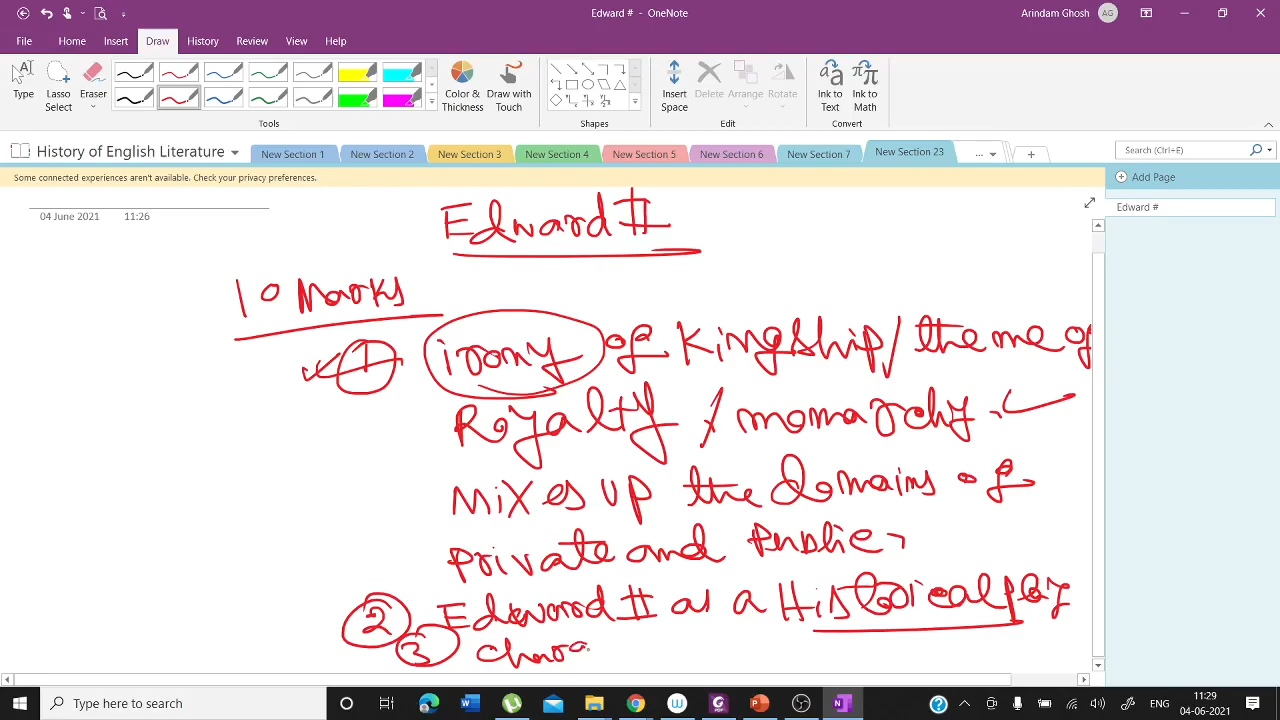 Edward # - OneNote
Arindam Ghosh AG
File Home Insert Draw History Review View Help
Type Lasso Select Eraser Color & Thickness Draw with Touch Insert Space Delete Arrange Rotate Ink to Text Ink to Math
Tools Shapes Edit Convert
History of English Literature New Section 1 New Section 2 New Section 3 New Section 4 New Section 5 New Section 6 New Section 7 New Section 23 ... Search (Ctrl+E)
Some connected experiences aren't available. Check your privacy preferences.
Add Page
Edward #
04 June 2021 11:26
Edward II
10 Marks
1 irony of Kingship/ theme of
Royalty / monarchy.
Mixes up the domains of
private and Public
2 Edward II as a Historical play
3 chara
Type here to search
ENG 11:29
04-06-2021